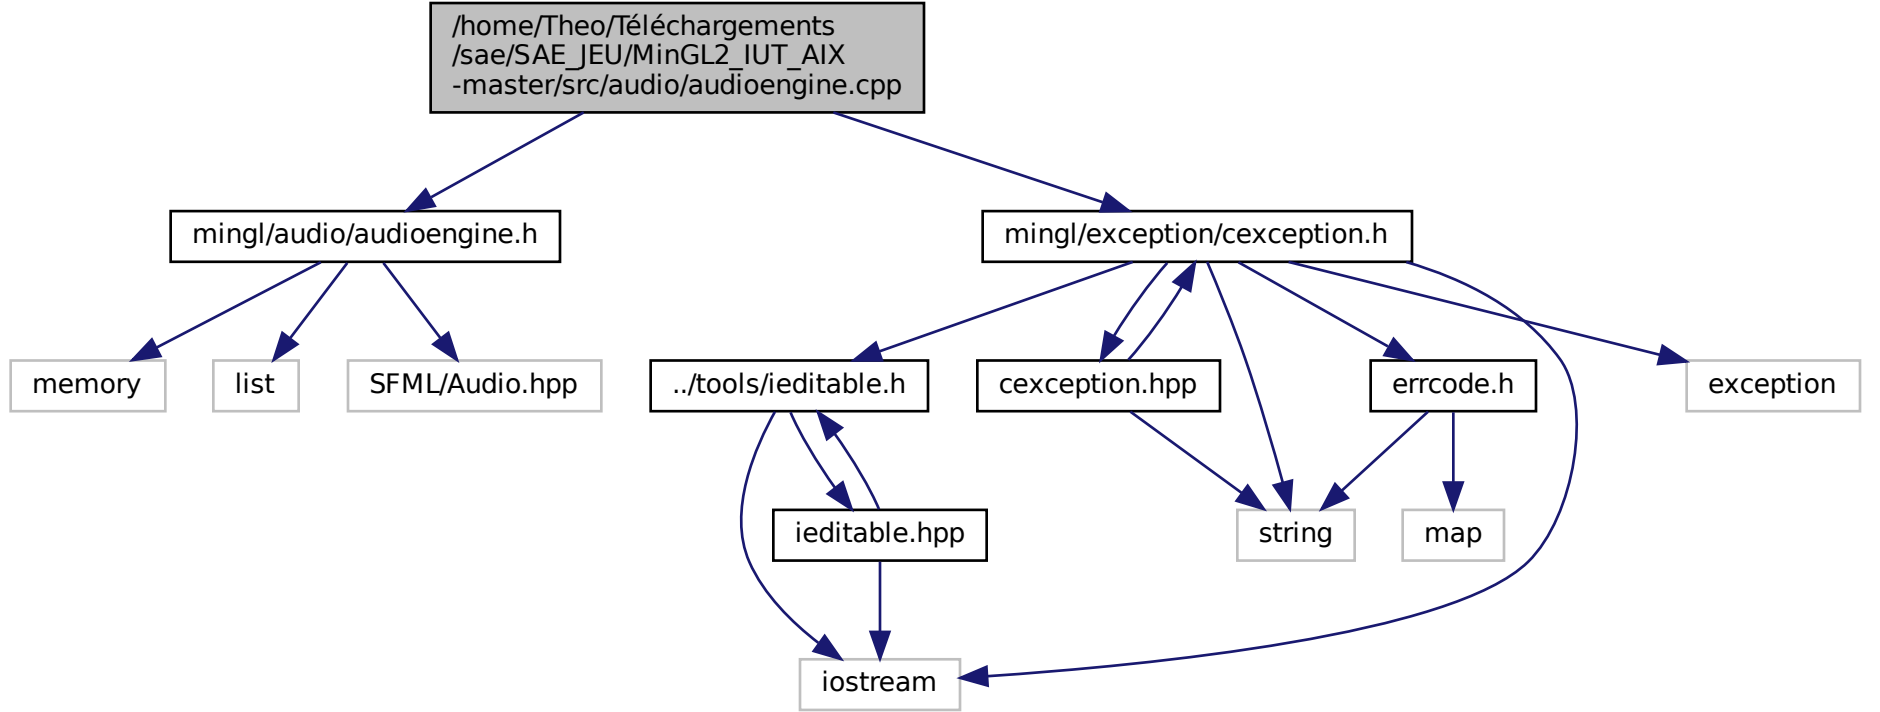 /home/Theo/Téléchargements
/sae/SAE_JEU/MinGL2_IUT_AIX
-master/src/audio/audioengine.cpp
mingl/audio/audioengine.h
mingl/exception/cexception.h
memory
list
SFML/Audio.hpp
../tools/ieditable.h
cexception.hpp
errcode.h
exception
ieditable.hpp
string
map
iostream